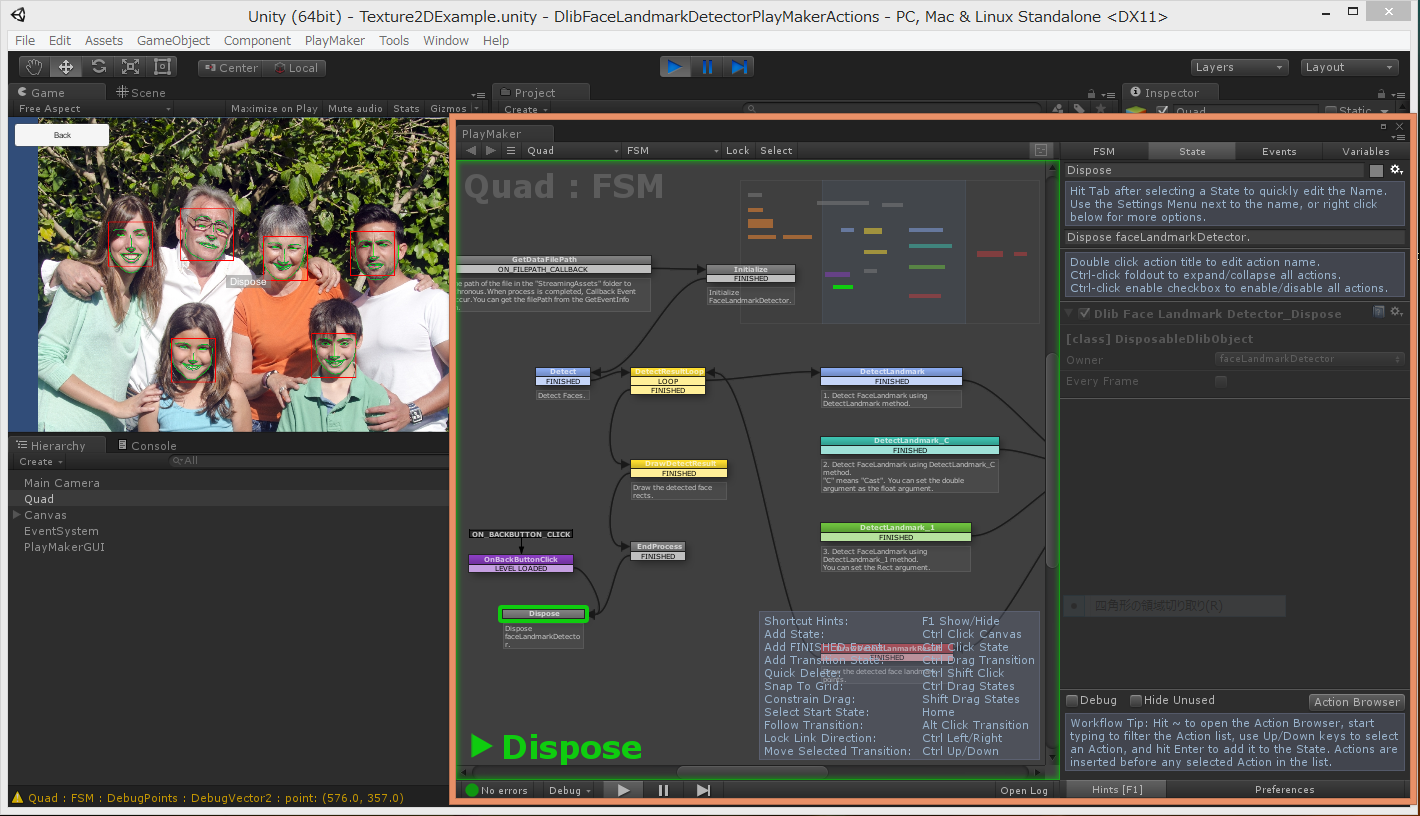 Unity (64bit) - Texture2DExample.unity - DlibFaceLandmarkDetectorPlayMakerActions - PC, Mac & Linux Standalone <DX11>
File Edit Assets GameObject Component PlayMaker Tools Window Help
Center Local Layers Layout
Game Scene Project Inspector
Free Aspect Maximize on Play Mute audio Stats Gizmos Create Quad Static
Back
Dispose
Hierarchy Console
Create All
Main Camera
Quad
Canvas
EventSystem
PlayMakerGUI
Quad : FSM : DebugPoints : DebugVector2 : point: (576.0, 357.0)
PlayMaker
Quad FSM Lock Select
Quad : FSM
GetDataFilePath
ON_FILEPATH_CALLBACK
he path of the file in the "StreamingAssets" folder to
hronous.When process is completed, Callback Event
ccur.You can get the filePath from the GetEventInfo
Initialize
FINISHED
Initialize
FaceLandmarkDetector.
Detect
FINISHED
Detect Faces.
DetectResultLoop
LOOP
FINISHED
DetectLandmark
FINISHED
1. Detect FaceLandmark using
DetectLandmark method.
DetectLandmark_C
FINISHED
2. Detect FaceLandmark using DetectLandmark_C
method.
"C" means "Cast". You can set the double
argument as the float argument.
DrawDetectResult
FINISHED
Draw the detected face
rects.
DetectLandmark_1
FINISHED
3. Detect FaceLandmark using
DetectLandmark_1 method.
You can set the Rect argument.
ON_BACKBUTTON_CLICK
OnBackButtonClick
LEVEL LOADED
EndProcess
FINISHED
Dispose
Dispose
faceLandmarkDetecto
r.
FINISHED
Draw the detected face landmark
points.
Shortcut Hints: F1 Show/Hide
Add State: Ctrl Click Canvas
Add FINISHED Event: Ctrl Click State
Add Transition State: Ctrl Drag Transition
Quick Delete: Ctrl Shift Click
Snap To Grid: Ctrl Drag States
Constrain Drag: Shift Drag States
Select Start State: Home
Follow Transition: Alt Click Transition
Lock Link Direction: Ctrl Left/Right
Move Selected Transition: Ctrl Up/Down
Dispose
No errors Debug Open Log
FSM State Events Variables
Dispose
Hit Tab after selecting a State to quickly edit the Name.
Use the Settings Menu next to the name, or right click
below for more options.
Dispose faceLandmarkDetector.
Double click action title to edit action name.
Ctrl-click foldout to expand/collapse all actions.
Ctrl-click enable checkbox to enable/disable all actions.
Dlib Face Landmark Detector_Dispose
[class] DisposableDlibObject
Owner faceLandmarkDetector
Every Frame
四角形の領域切り取り(R)
Debug Hide Unused Action Browser
Workflow Tip: Hit ~ to open the Action Browser, start
typing to filter the Action list, use Up/Down keys to select
an Action, and hit Enter to add it to the State. Actions are
inserted before any selected Action in the list.
Hints [F1] Preferences